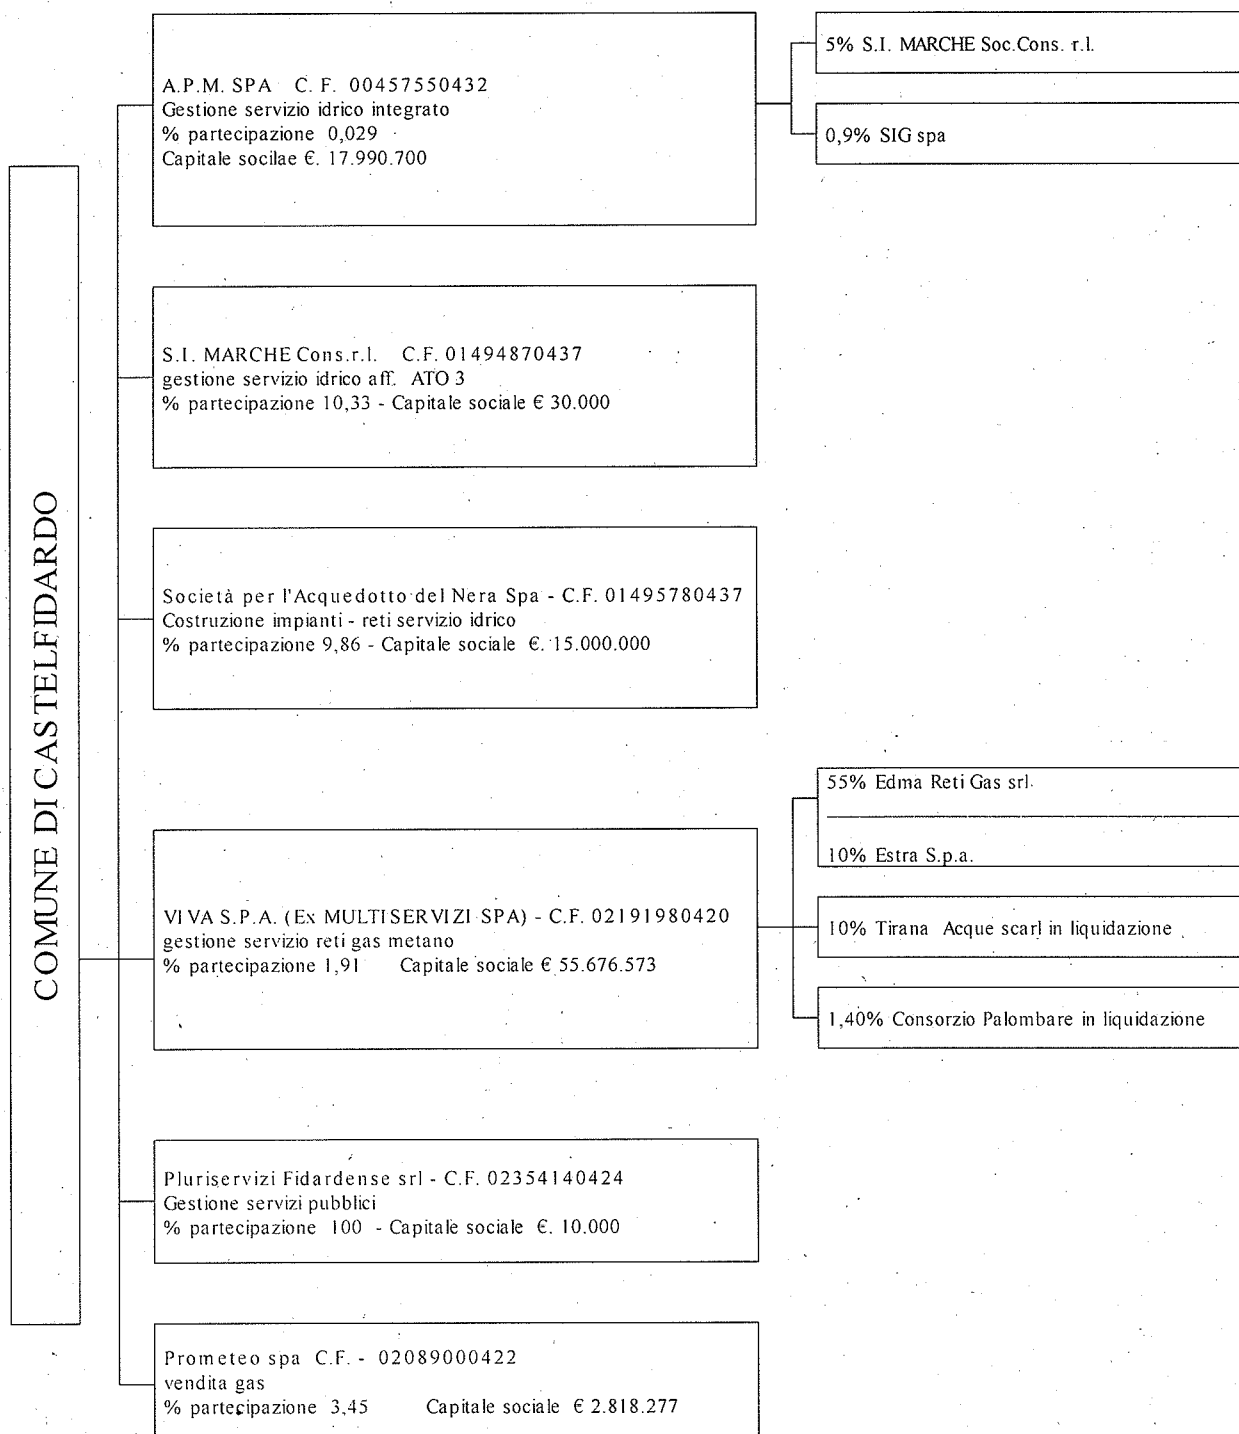 COMUNE DI CASTELFIDARDO
A.P.M. SPA C. F. 00457550432
Gestione servizio idrico integrato
% partecipazione 0,029
Capitale socilae €. 17.990.700
5% S.I. MARCHE Soc.Cons. r.l.
0,9% SIG spa
S.I. MARCHE Cons.r.l. C.F. 01494870437
gestione servizio idrico aff. ATO 3
% partecipazione 10,33 - Capitale sociale € 30.000
Società per l'Acquedotto del Nera Spa - C.F. 01495780437
Costruzione impianti - reti servizio idrico
% partecipazione 9,86 - Capitale sociale €. 15.000.000
VIVA S.P.A. (Ex MULTISERVIZI SPA) - C.F. 02191980420
gestione servizio reti gas metano
% partecipazione 1,91 Capitale sociale € 55.676.573
55% Edma Reti Gas srl.
10% Estra S.p.a.
10% Tirana Acque scarl in liquidazione
1,40% Consorzio Palombare in liquidazione
Pluriservizi Fidardense srl - C.F. 02354140424
Gestione servizi pubblici
% partecipazione 100 - Capitale sociale €. 10.000
Prometeo spa C.F. - 02089000422
vendita gas
% partecipazione 3,45 Capitale sociale € 2.818.277